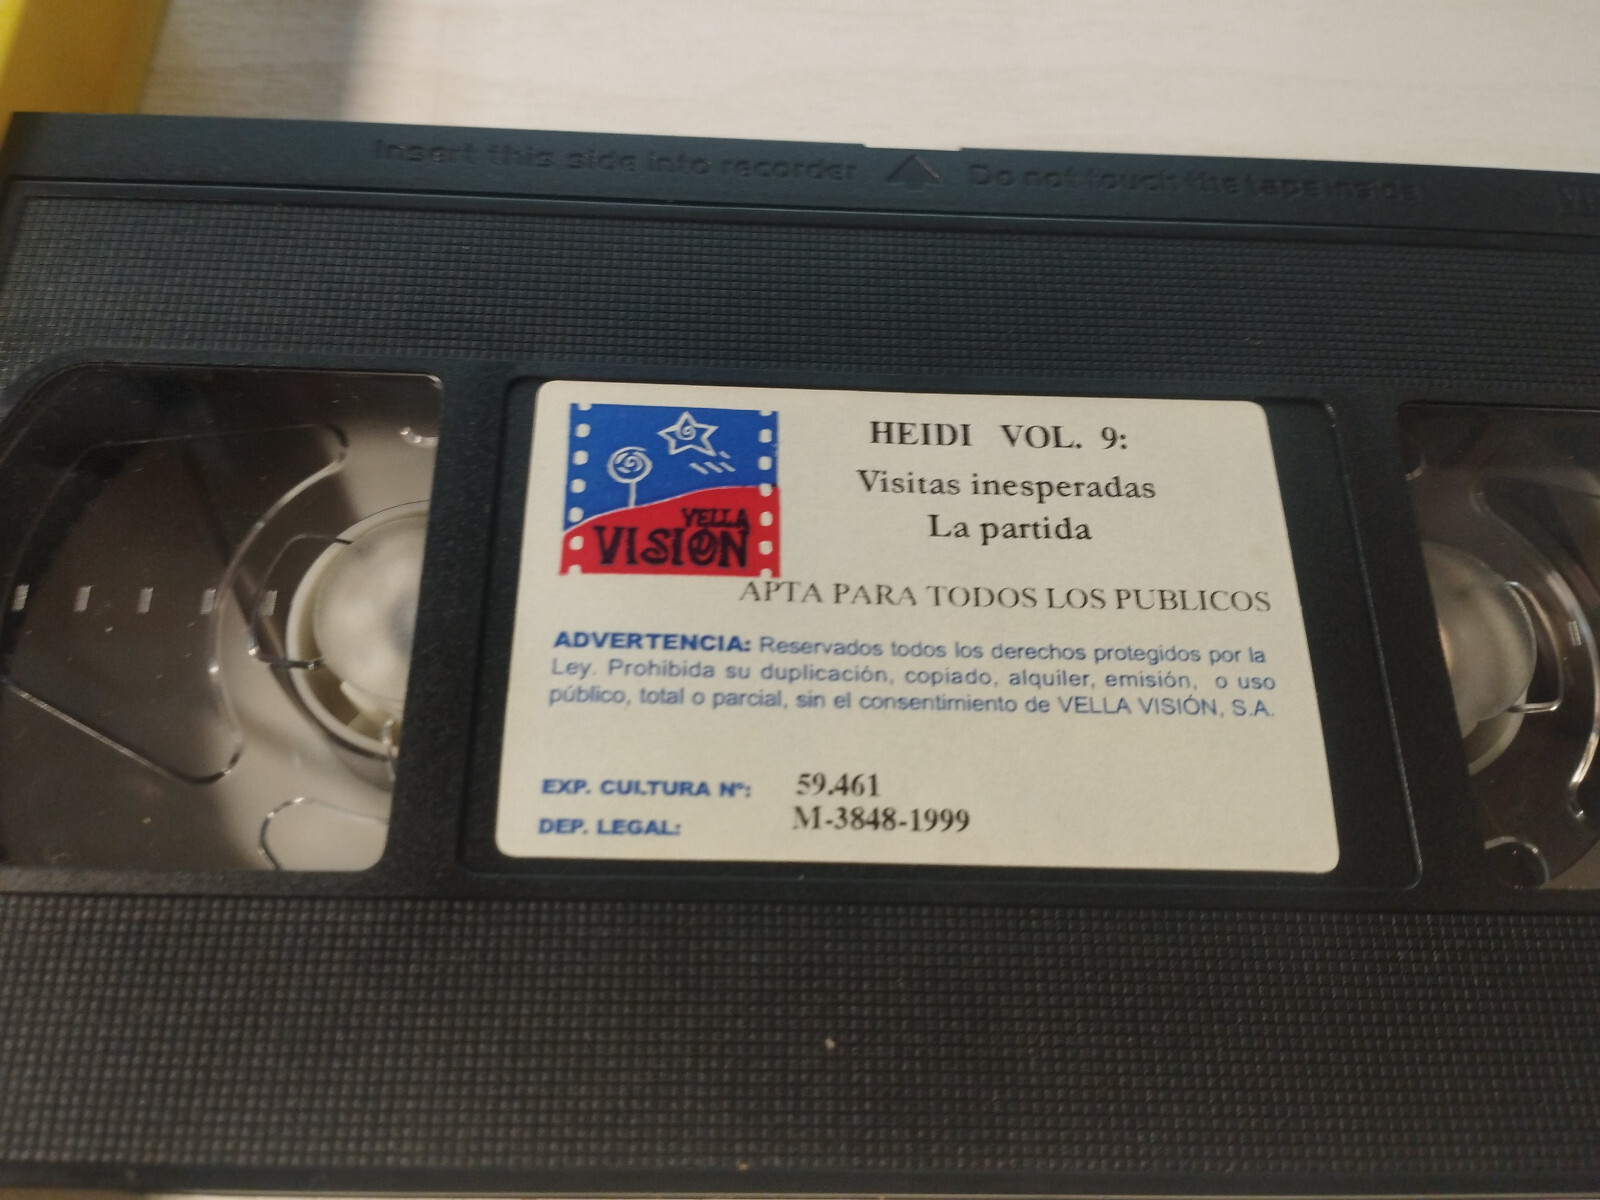 Insert this side into recorder
Do not touch the tape inside
VELLA
VISIÓN
HEIDI VOL. 9:
Visitas inesperadas
La partida
APTA PARA TODOS LOS PUBLICOS
ADVERTENCIA: Reservados todos los derechos protegidos por la
Ley. Prohibida su duplicación, copiado, alquiler, emisión, o uso
público, total o parcial, sin el consentimiento de VELLA VISIÓN, S.A.
EXP. CULTURA Nº: 59.461
DEP. LEGAL: M-3848-1999